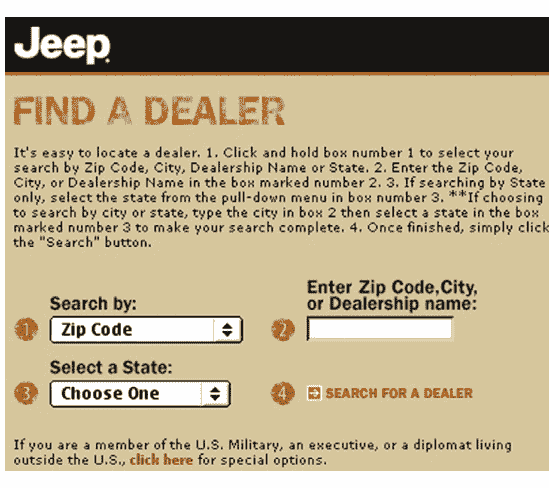 Jeep
FIND A DEALER
It's easy to locate a dealer. 1. Click and hold box number 1 to select your
search by Zip Code, City, Dealership Name or State. 2. Enter the Zip Code,
City, or Dealership Name in the box marked number 2. 3. If searching by State
only, select the state from the pull-down menu in box number 3. **If choosing
to search by city or state, type the city in box 2 then select a state in the box
marked number 3 to make your search complete. 4. Once finished, simply click
the "Search" button.
Search by:
1 Zip Code
Enter Zip Code,City,
or Dealership name:
2
Select a State:
3 Choose One
4 SEARCH FOR A DEALER
If you are a member of the U.S. Military, an executive, or a diplomat living
outside the U.S., click here for special options.